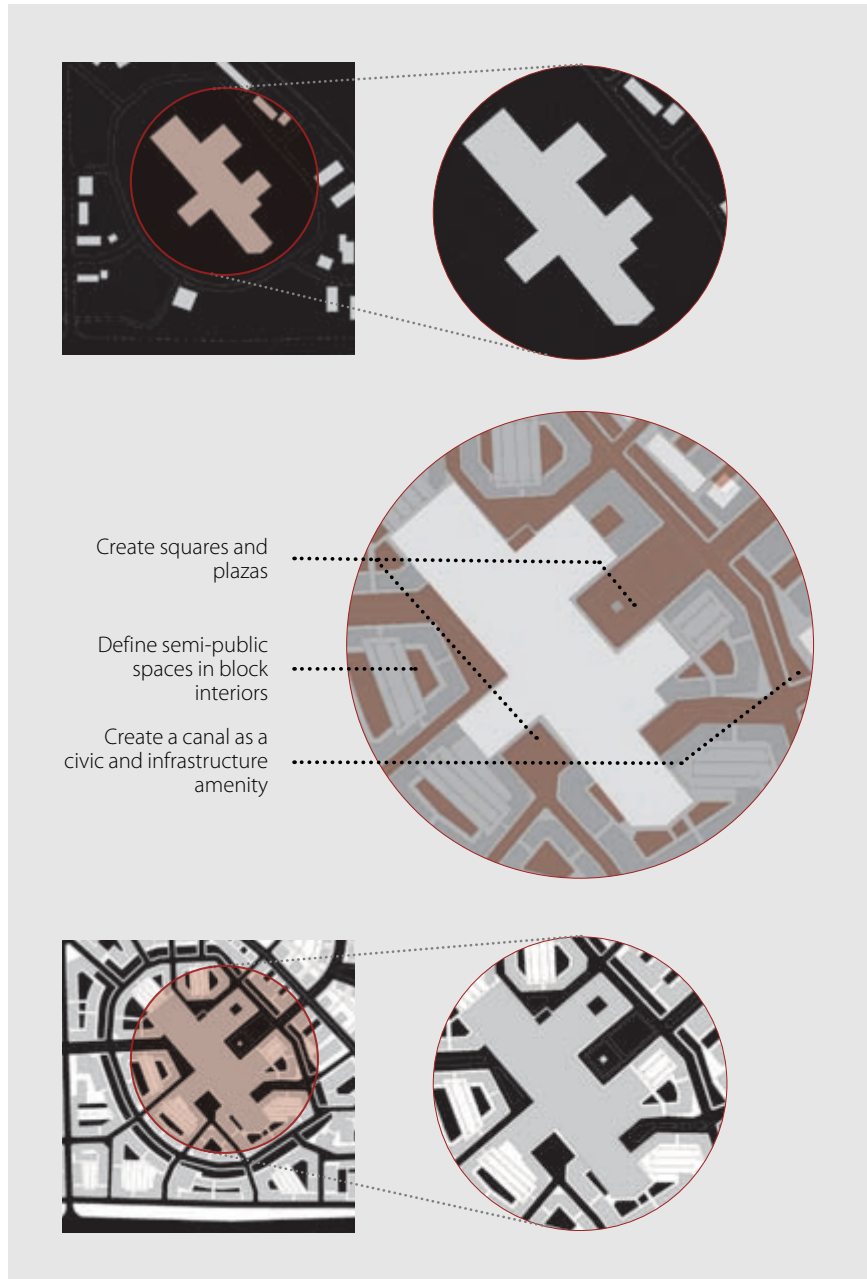 Create squares and
plazas
Define semi-public
spaces in block
interiors
Create a canal as a
civic and infrastructure
amenity